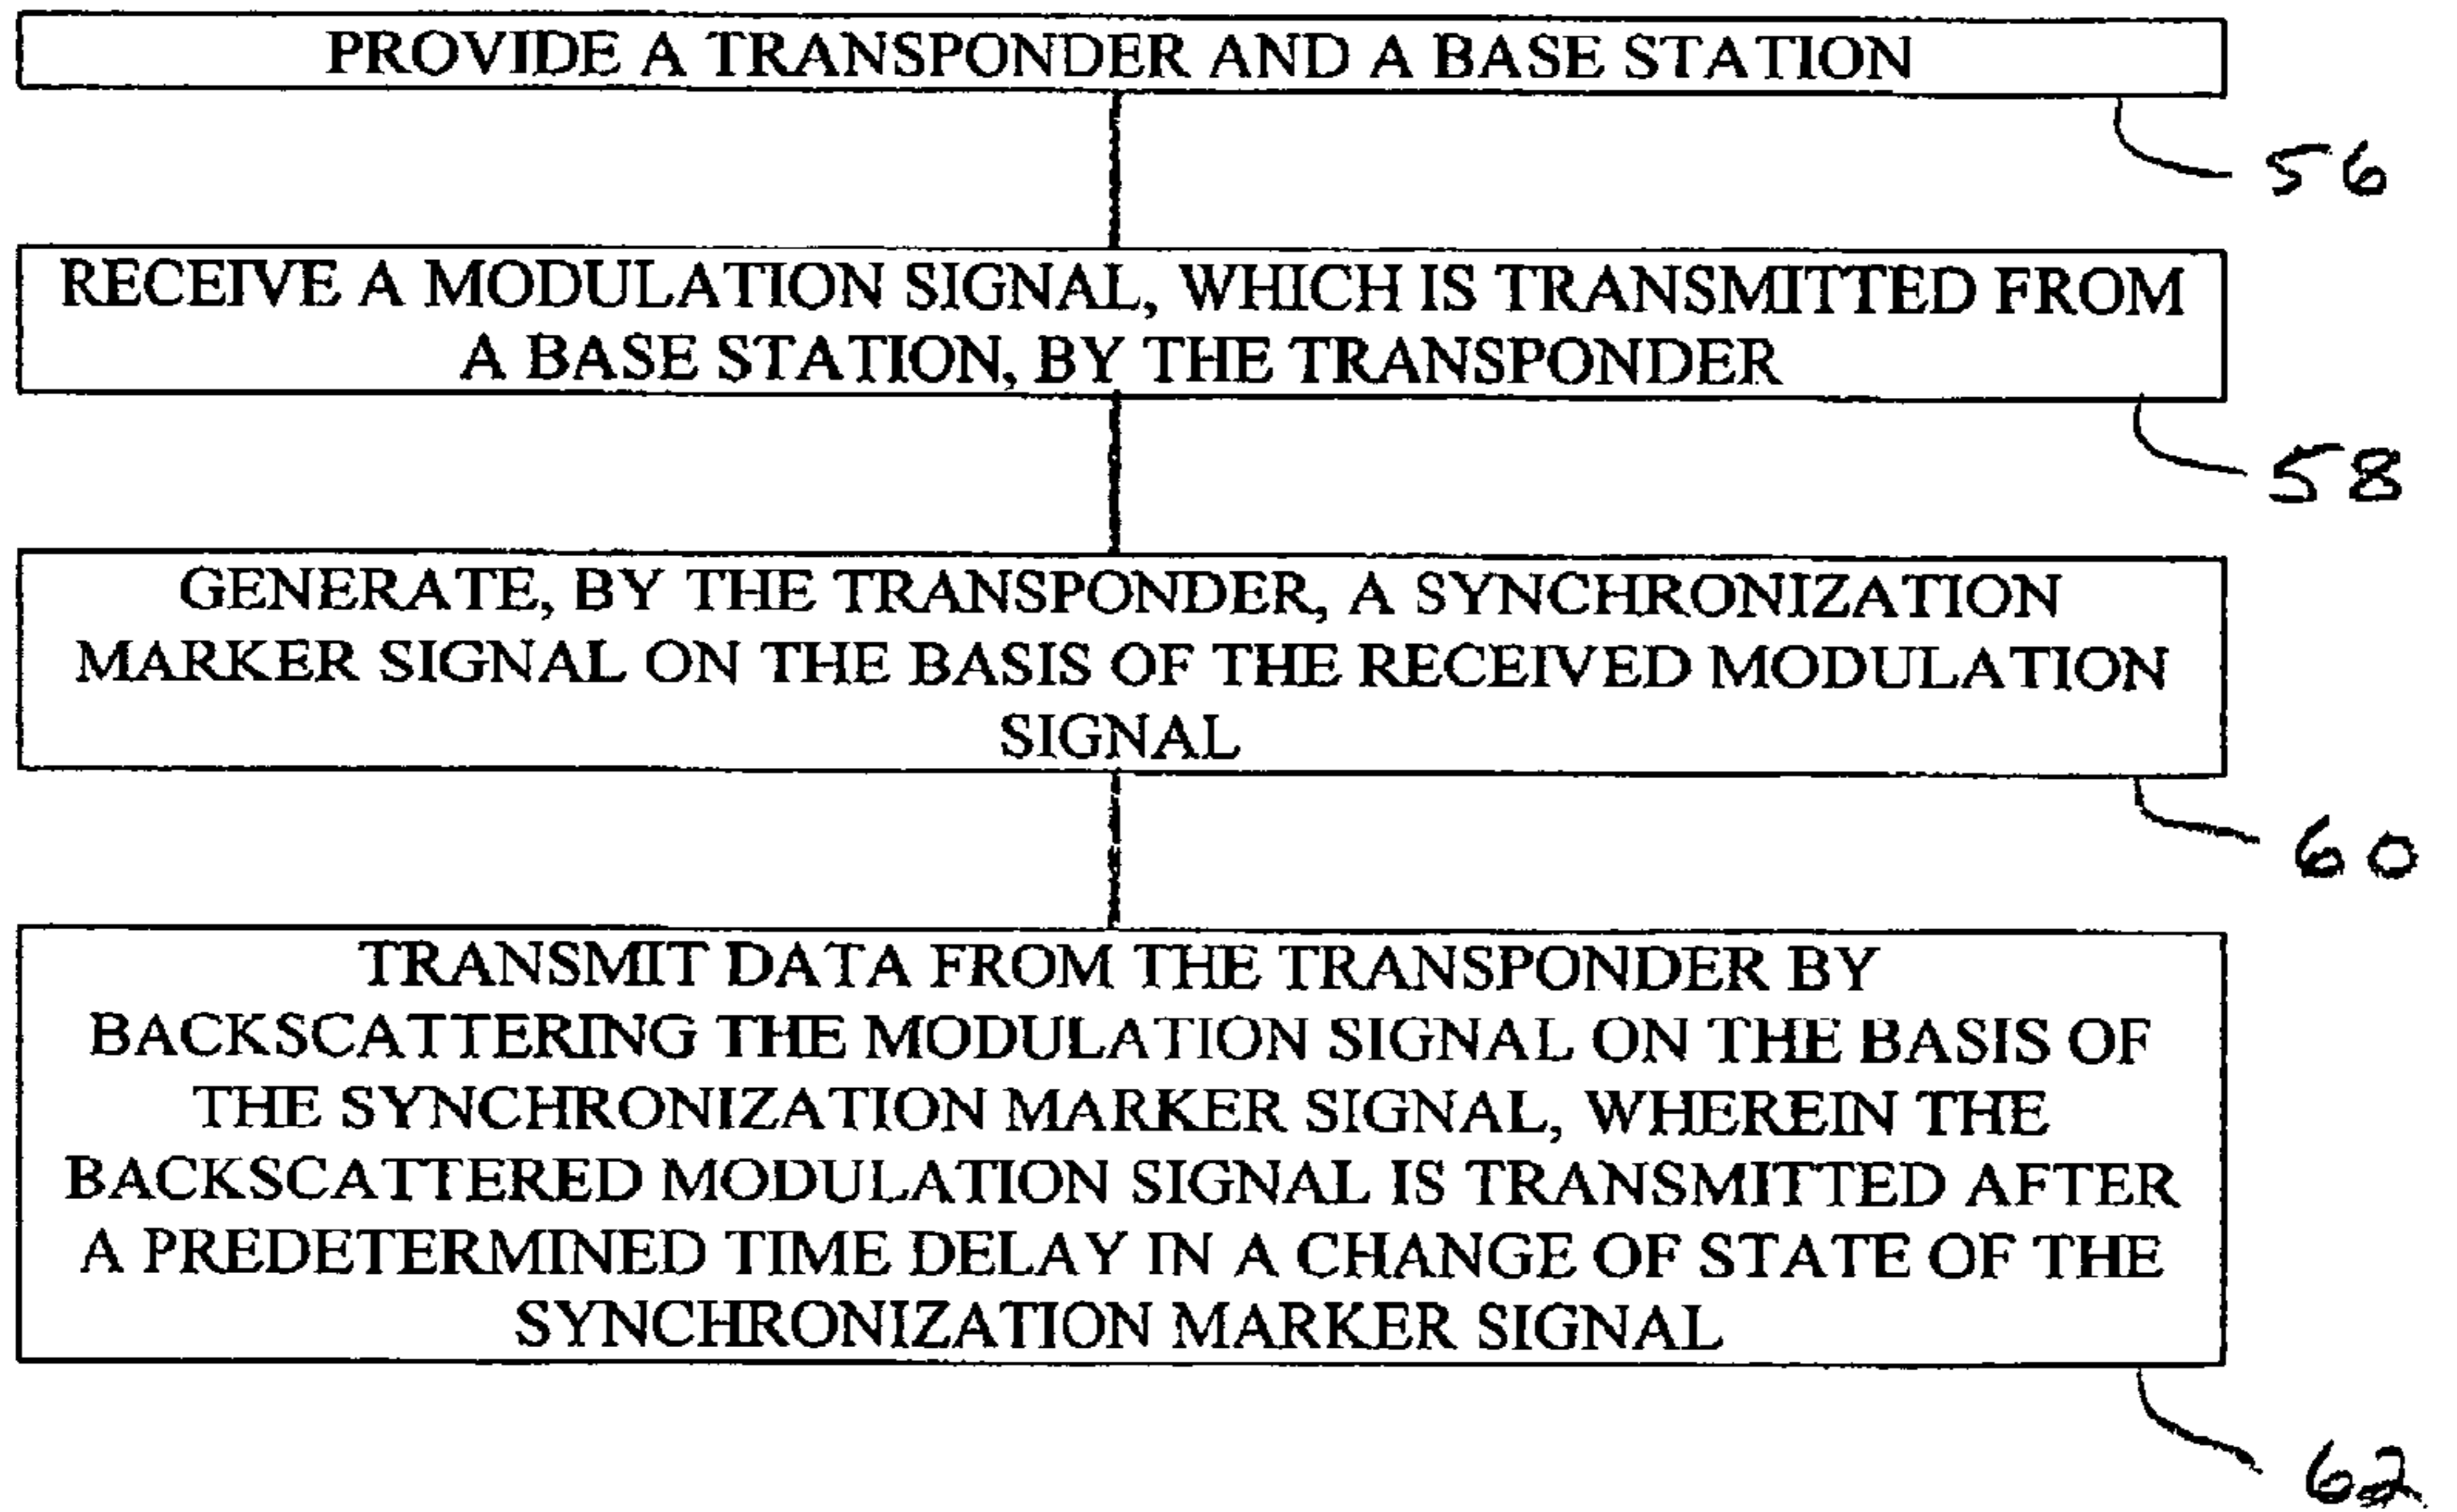 PROVIDE A TRANSPONDER AND A BASE STATION
56
RECEIVE A MODULATION SIGNAL, WHICH IS TRANSMITTED FROM
A BASE STATION, BY THE TRANSPONDER
58
GENERATE, BY THE TRANSPONDER, A SYNCHRONIZATION
MARKER SIGNAL ON THE BASIS OF THE RECEIVED MODULATION
SIGNAL
60
TRANSMIT DATA FROM THE TRANSPONDER BY
BACKSCATTERING THE MODULATION SIGNAL ON THE BASIS OF
THE SYNCHRONIZATION MARKER SIGNAL, WHEREIN THE
BACKSCATTERED MODULATION SIGNAL IS TRANSMITTED AFTER
A PREDETERMINED TIME DELAY IN A CHANGE OF STATE OF THE
SYNCHRONIZATION MARKER SIGNAL
62